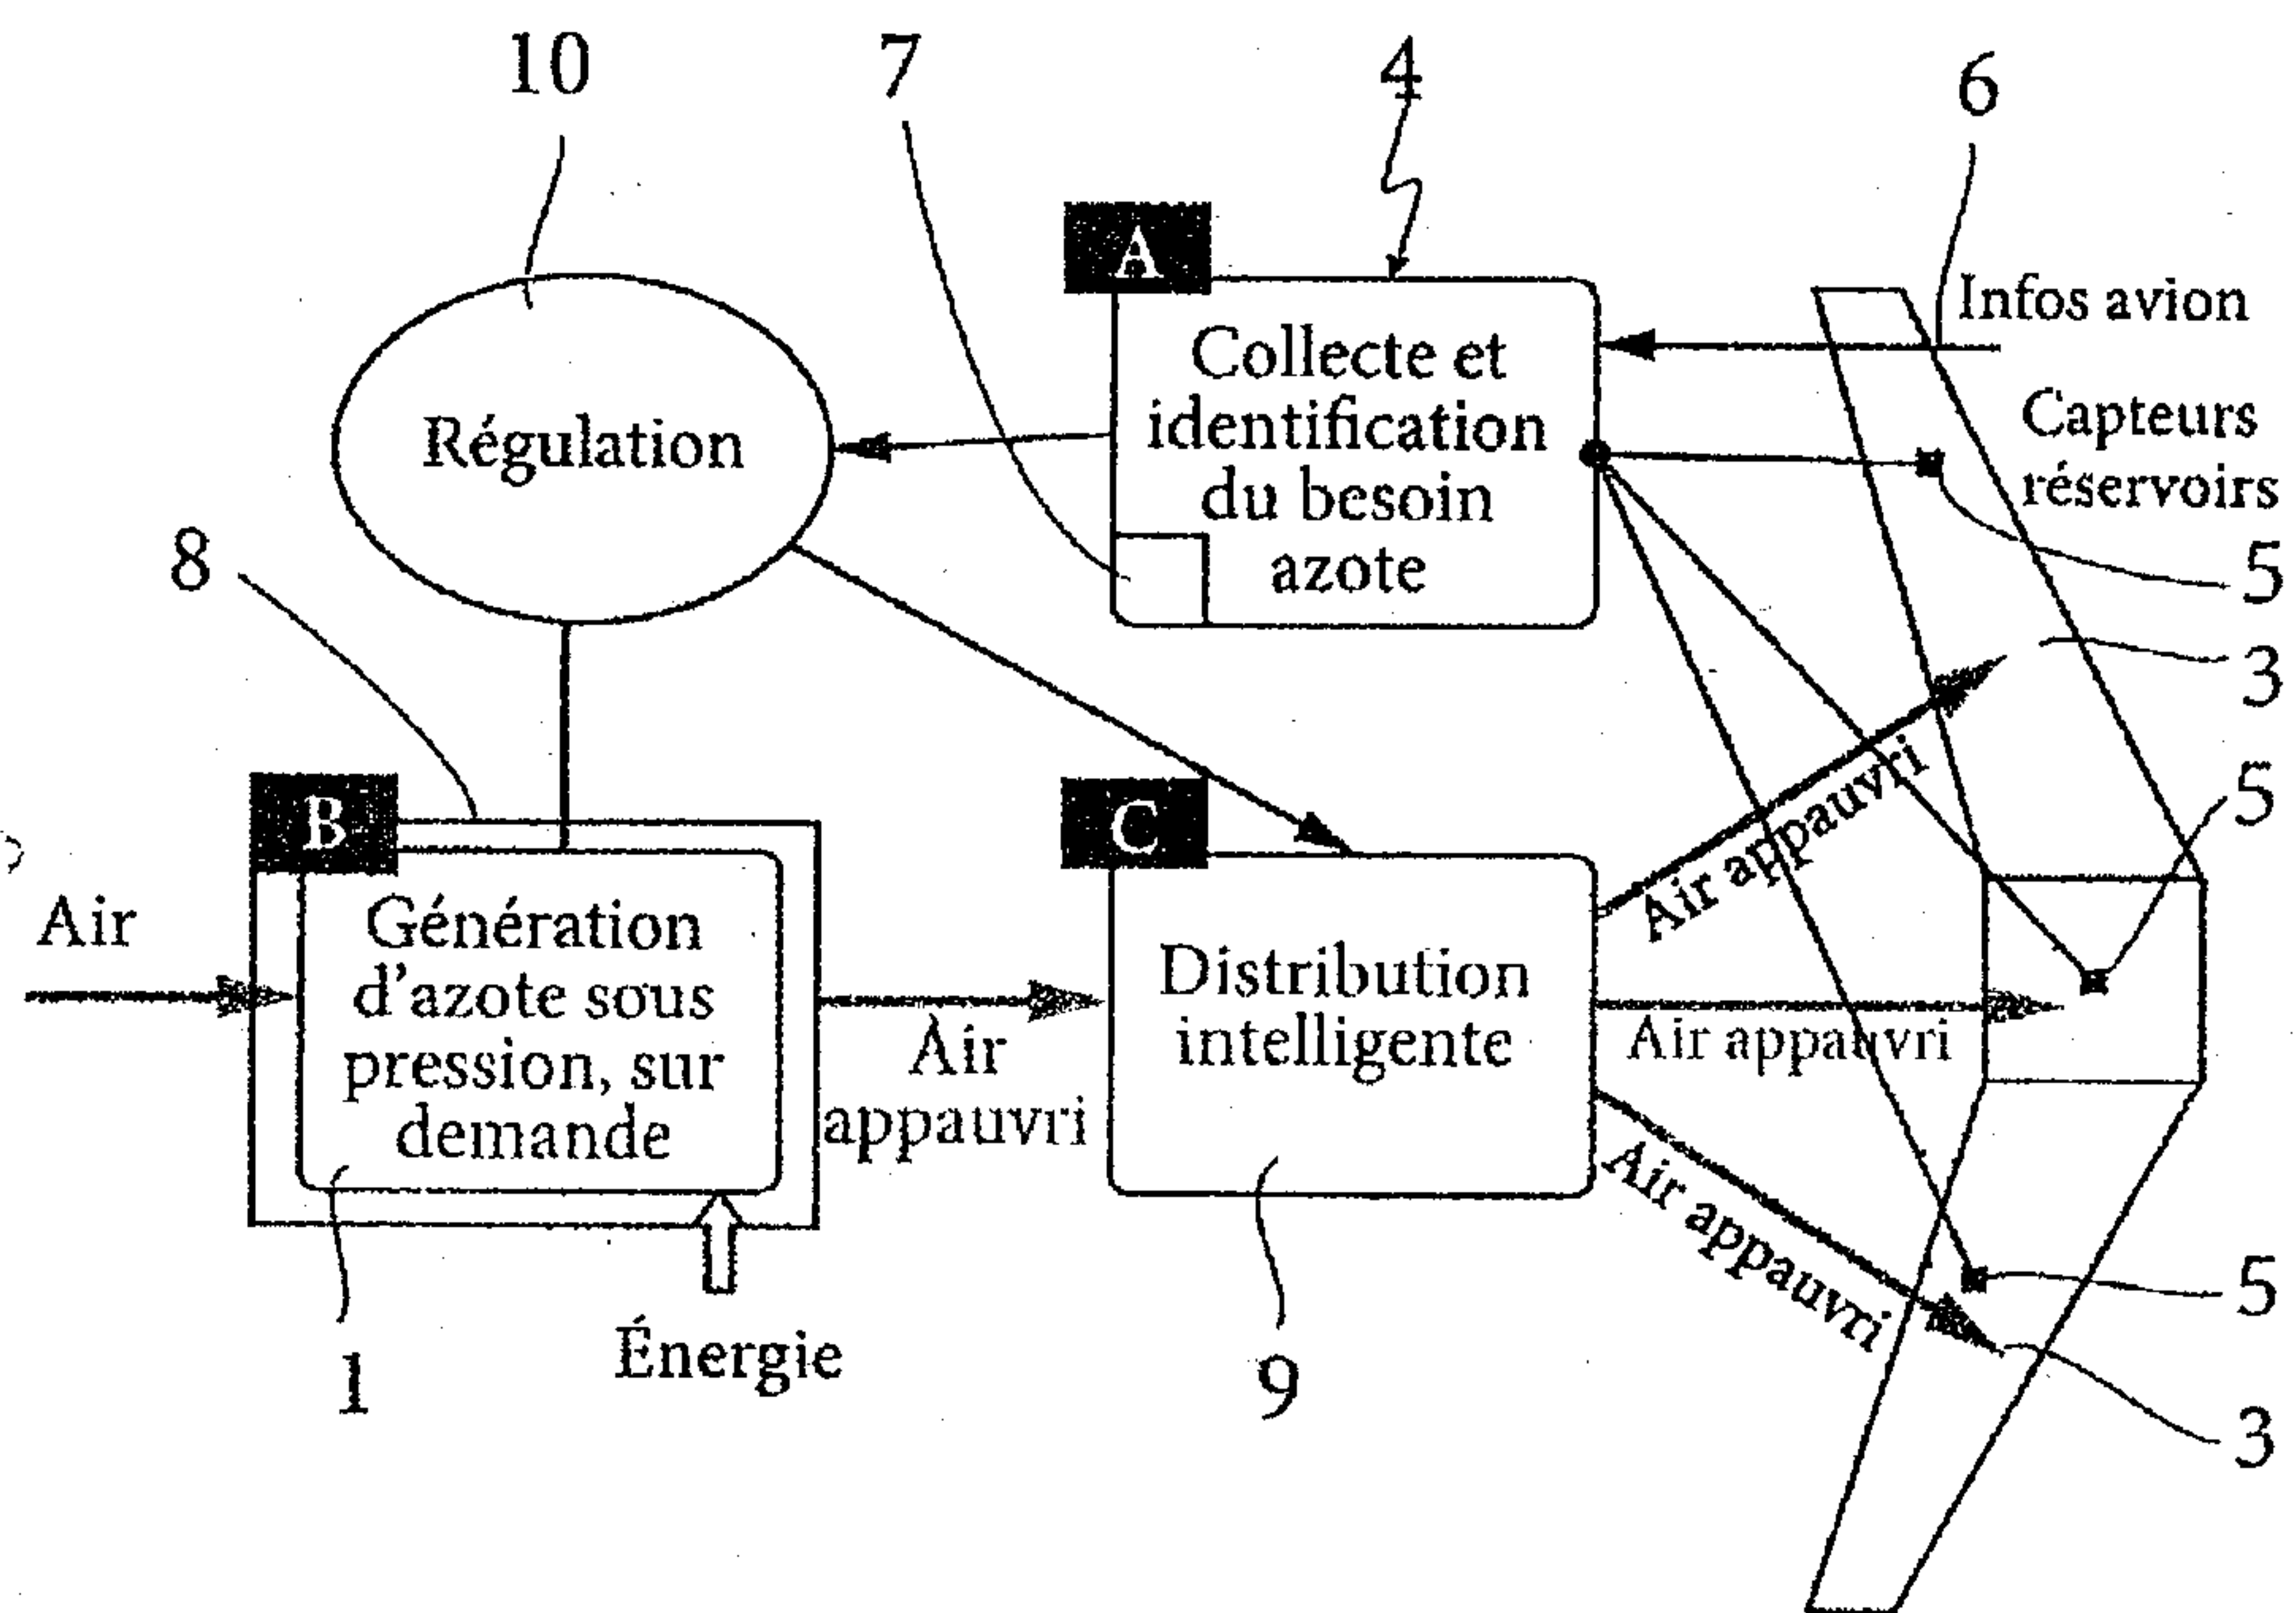 10
7
4
6
A
Infos avion
Collecte et
identification
du besoin
azote
Capteurs
réservoirs
Régulation
8
5
3
5
B
C
Air
Génération
d'azote sous
pression, sur
demande
Air
appauvri
Distribution
intelligente
Air appauvri
Air appauvri
Air appauvri
5
3
Énergie
1
9